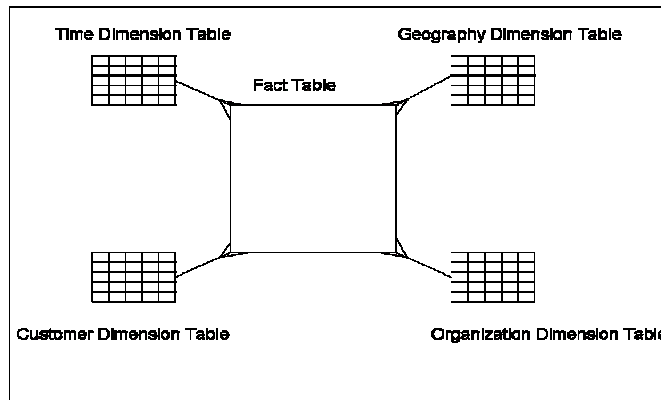 Time Dimension Table
Geography Dimension Table
Fact Table
Customer Dimension Table
Organization Dimension Table